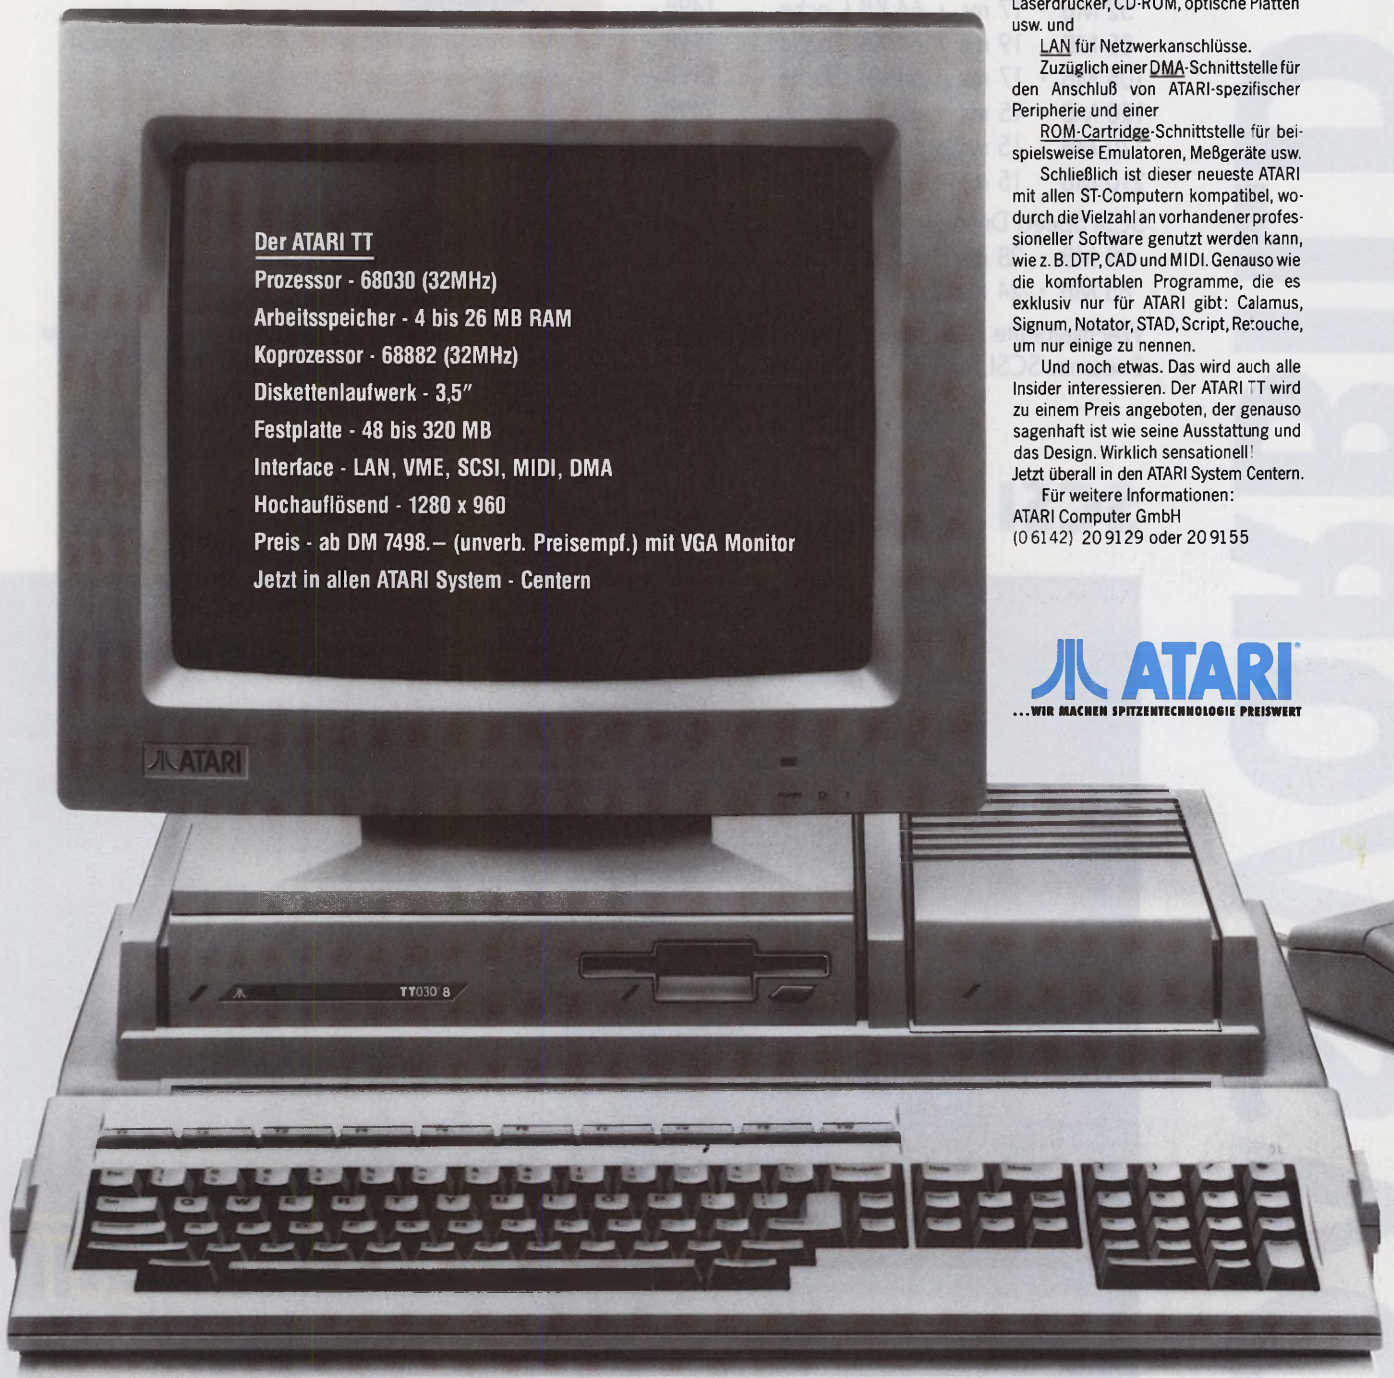 Laserdrucker, CD-ROM, optische Platten
usw. und
LAN für Netzwerkanschlüsse.
Zuzüglich einer DMA-Schnittstelle für
den Anschluß von ATARI-spezifischer
Peripherie und einer
ROM-Cartridge-Schnittstelle für bei-
spielsweise Emulatoren, Meßgeräte usw.
Schließlich ist dieser neueste ATARI
mit allen ST-Computern kompatibel, wo-
durch die Vielzahl an vorhandener profes-
sioneller Software genutzt werden kann,
wie z. B. DTP, CAD und MIDI. Genauso wie
die komfortablen Programme, die es
exklusiv nur für ATARI gibt: Calamus,
Signum, Notator, STAD, Script, Retouche,
um nur einige zu nennen.
Und noch etwas. Das wird auch alle
Insider interessieren. Der ATARI TT wird
zu einem Preis angeboten, der genauso
sagenhaft ist wie seine Ausstattung und
das Design. Wirklich sensationell!
Jetzt überall in den ATARI System Centern.
Für weitere Informationen:
ATARI Computer GmbH
(0 61 42) 20 91 29 oder 20 91 55
ATARI®
...WIR MACHEN SPITZENTECHNOLOGIE PREISWERT
Der ATARI TT
Prozessor - 68030 (32MHz)
Arbeitsspeicher - 4 bis 26 MB RAM
Koprozessor - 68882 (32MHz)
Diskettenlaufwerk - 3,5″
Festplatte - 48 bis 320 MB
Interface - LAN, VME, SCSI, MIDI, DMA
Hochauflösend - 1280 x 960
Preis - ab DM 7498.– (unverb. Preisempf.) mit VGA Monitor
Jetzt in allen ATARI System - Centern
ATARI
TT030 8
Q W E R T Y U I O P